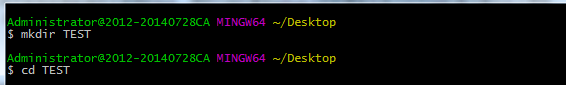 Administrator@2012-20140728CA MINGW64 ~/Desktop
$ mkdir TEST
Administrator@2012-20140728CA MINGW64 ~/Desktop
$ cd TEST